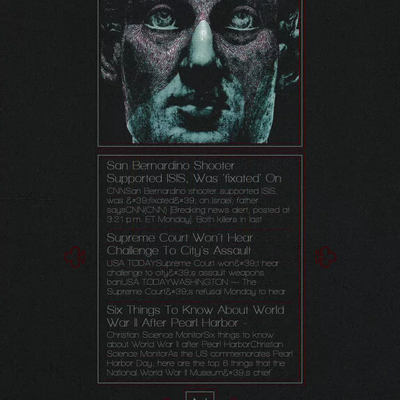 San Bernardino Shooter
Supported ISIS, Was 'fixated' On
CNNSan Bernardino shooter supported ISIS,
was &#39;fixated&#39; on Israel, father
saysCNN(CNN) [Breaking news alert, posted at
3:21 p.m. ET Monday]. Both killers in last
Supreme Court Won't Hear
Challenge To City's Assault
USA TODAYSupreme Court won&#39;t hear
challenge to city&#39;s assault weapons
banUSA TODAYWASHINGTON — The
Supreme Court&#39;s refusal Monday to hear
Six Things To Know About World
War II After Pearl Harbor -
Christian Science MonitorSix things to know
about World War II after Pearl HarborChristian
Science MonitorAs the US commemorates Pearl
Harbor Day, here are the top 6 things that the
National World War II Museum&#39;s chief